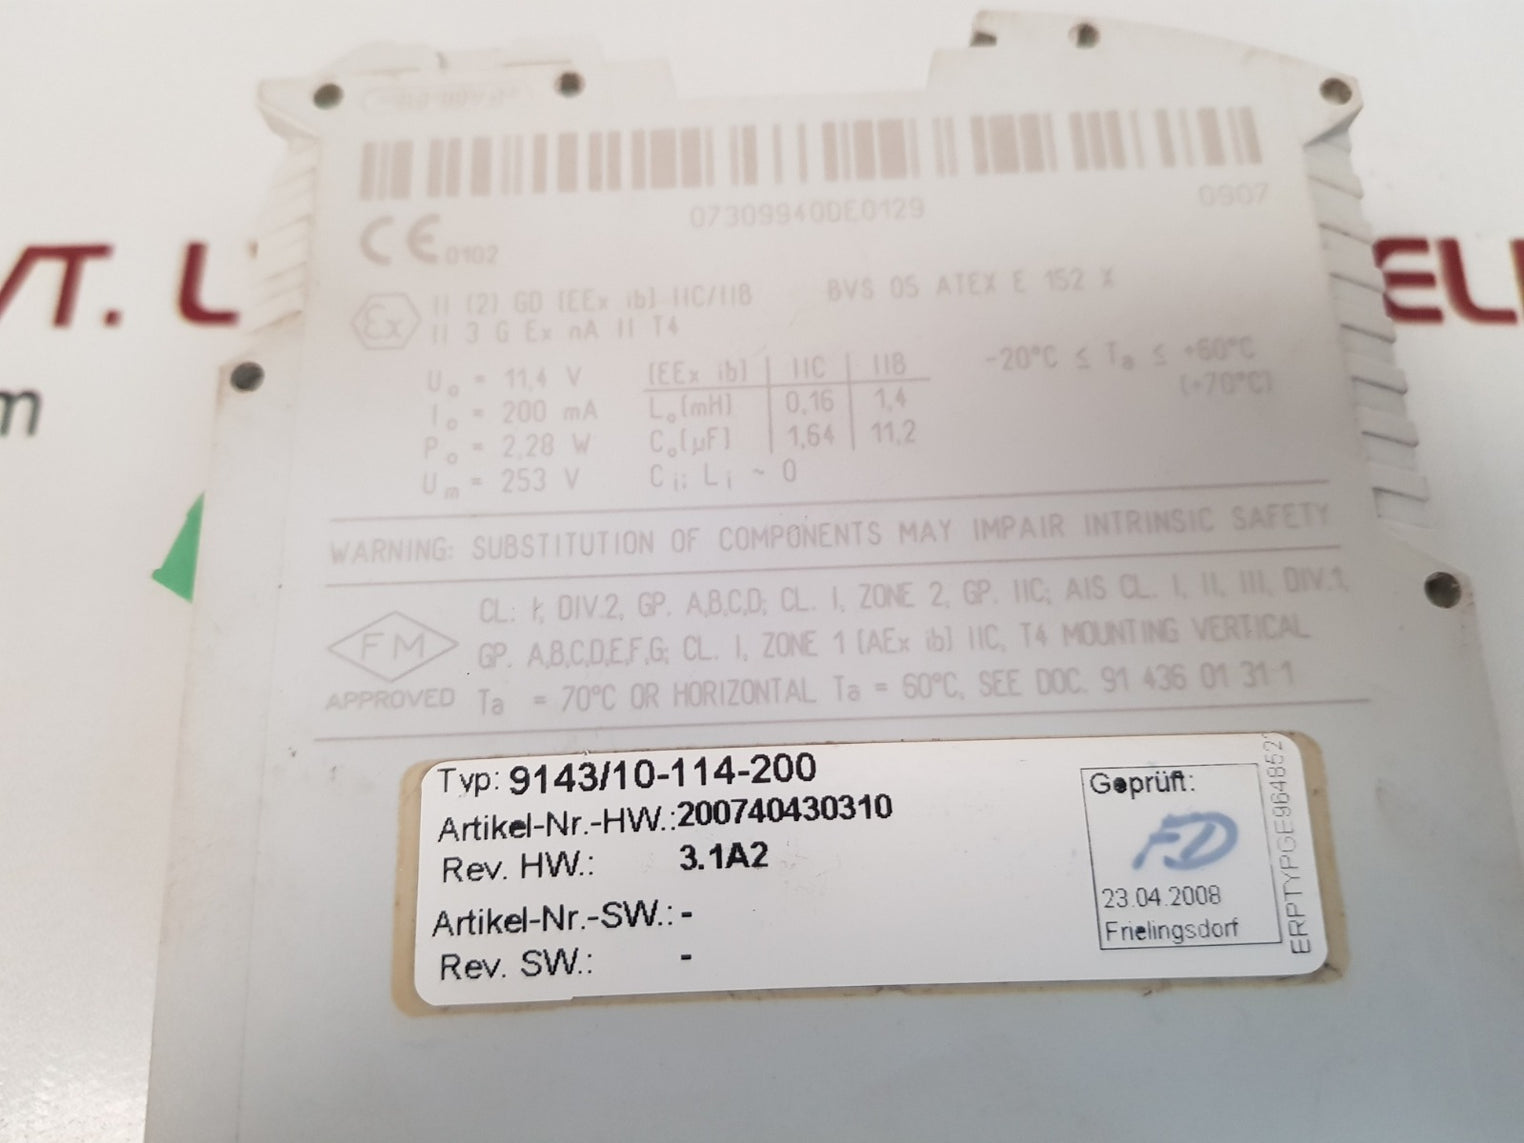 07309940DE0129
0907
CE 0102
Ex II (2) GD [EEx ib] IIC/IIB BVS 05 ATEX E 152 X
II 3 G Ex nA II T4
Uo = 11,4 V
Io = 200 mA
Po = 2,28 W
Um = 253 V
[EEx ib] IIC IIB
Lo[mH] 0,16 1,4
Co[µF] 1,64 11,2
Ci; Li ~ 0
-20°C ≤ Ta ≤ +60°C
(+70°C)
WARNING: SUBSTITUTION OF COMPONENTS MAY IMPAIR INTRINSIC SAFETY
FM
APPROVED
CL: I, DIV.2, GP. A,B,C,D; CL. I, ZONE 2, GP. IIC; AIS CL. I, II, III, DIV.1,
GP. A,B,C,D,E,F,G; CL. I, ZONE 1 [AEx ib] IIC, T4 MOUNTING VERTICAL
Ta = 70°C OR HORIZONTAL Ta = 60°C, SEE DOC. 91 436 01 31 1
Typ: 9143/10-114-200
Artikel-Nr.-HW.: 200740430310
Rev. HW.: 3.1A2
Artikel-Nr.-SW.: -
Rev. SW.: -
Geprüft:
FD
23.04.2008
Frielingsdorf